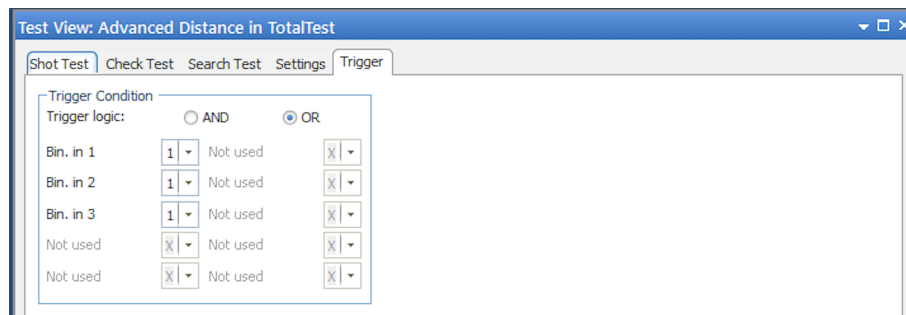 Test View: Advanced Distance in TotalTest
Shot Test Check Test Search Test Settings Trigger
Trigger Condition
Trigger logic: AND OR
Bin. in 1 1 Not used X
Bin. in 2 1 Not used X
Bin. in 3 1 Not used X
Not used X Not used X
Not used X Not used X